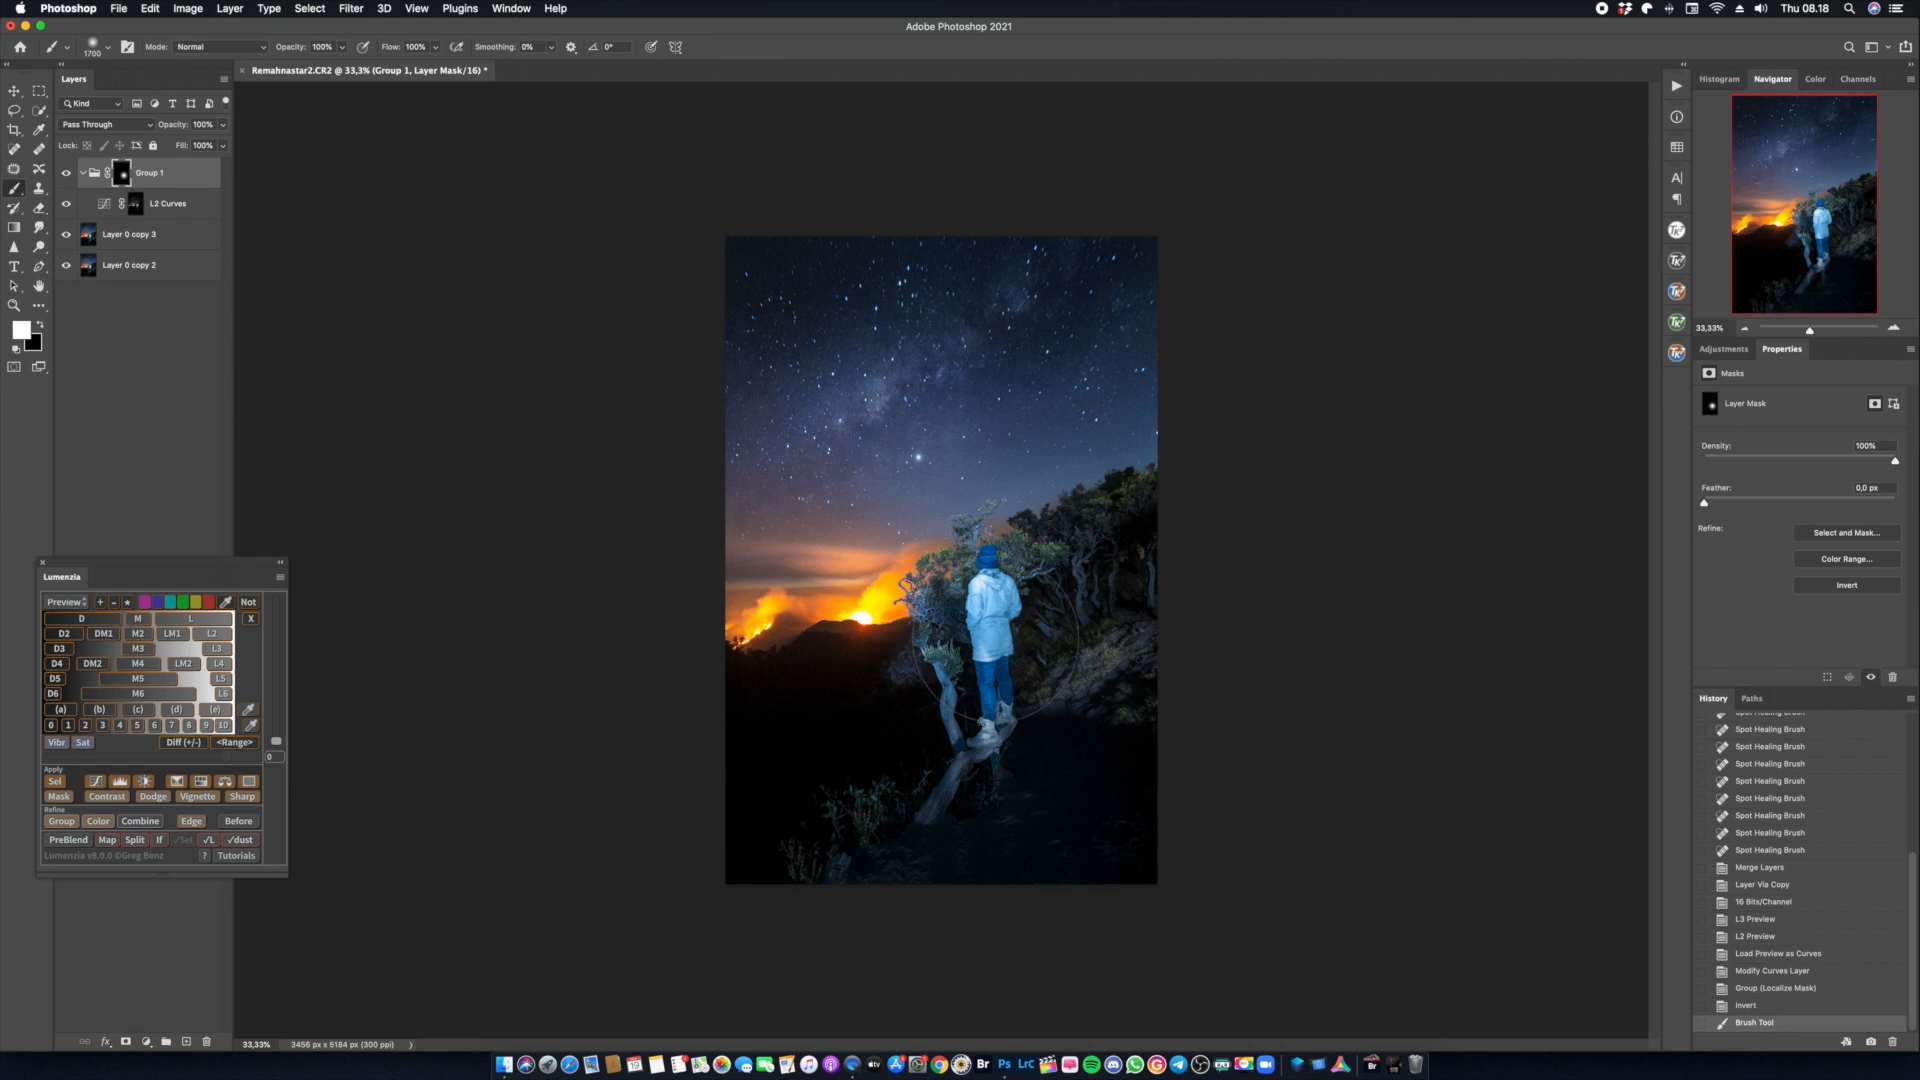 Photoshop File Edit Image Layer Type Select Filter 3D View Plugins Window Help Thu 08.18
Adobe Photoshop 2021
1700 Mode: Normal Opacity: 100% Flow: 100% Smoothing: 0% 0°
Layers
Remahnastar2.CR2 @ 33,3% (Group 1, Layer Mask/16) *
Kind
Pass Through Opacity: 100%
Lock: Fill: 100%
Group 1
L2 Curves
Layer 0 copy 3
Layer 0 copy 2
Lumenzia
Preview + - * Not
D M L X
D2 DM1 M2 LM1 L2
D3 M3 L3
D4 DM2 M4 LM2 L4
D5 M5 L5
D6 M6 L6
(a) (b) (c) (d) (e)
0 1 2 3 4 5 6 7 8 9 10
Vibr Sat Diff (+/-) <Range>
0
Apply
Sel
Mask Contrast Dodge Vignette Sharp
Refine
Group Color Combine Edge Before
PreBlend Map Split If ✓Sel ✓L ✓dust
Lumenzia v8.0.0 ©Greg Benz ? Tutorials
33,33% 3456 px x 5184 px (300 ppi)
Histogram Navigator Color Channels
33,33%
Adjustments Properties
Masks
Layer Mask
Density: 100%
Feather: 0,0 px
Refine:
Select and Mask...
Color Range...
Invert
History Paths
Spot Healing Brush
Spot Healing Brush
Spot Healing Brush
Spot Healing Brush
Spot Healing Brush
Spot Healing Brush
Spot Healing Brush
Spot Healing Brush
Spot Healing Brush
Merge Layers
Layer Via Copy
16 Bits/Channel
L3 Preview
L2 Preview
Load Preview as Curves
Modify Curves Layer
Group (Localize Mask)
Invert
Brush Tool
Br Ps LrC